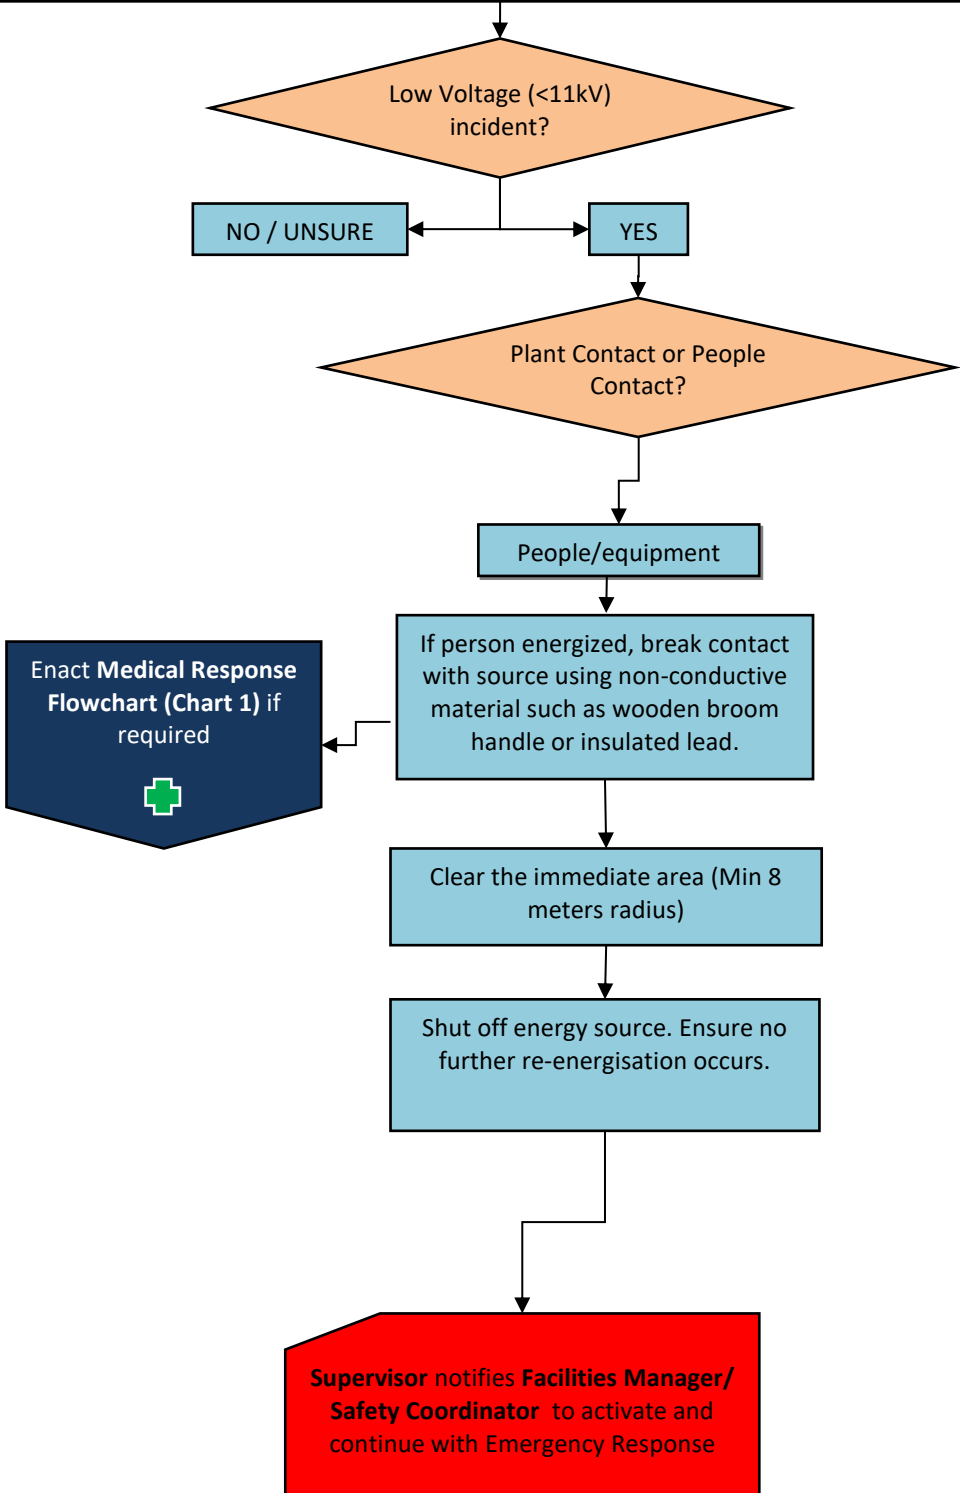 Low Voltage (<11kV)
incident?
NO / UNSURE
YES
Plant Contact or People
Contact?
People/equipment
If person energized, break contact
with source using non-conductive
material such as wooden broom
handle or insulated lead.
Enact Medical Response
Flowchart (Chart 1) if
required
Clear the immediate area (Min 8
meters radius)
Shut off energy source. Ensure no
further re-energisation occurs.
Supervisor notifies Facilities Manager/
Safety Coordinator to activate and
continue with Emergency Response